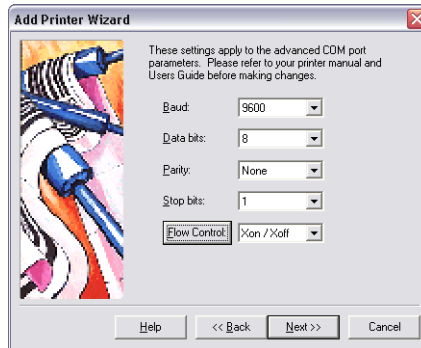 Add Printer Wizard
These settings apply to the advanced COM port
parameters. Please refer to your printer manual and
Users Guide before making changes.
Baud: 9600
Data bits: 8
Parity: None
Stop bits: 1
Flow Control: Xon / Xoff
Help << Back Next >> Cancel